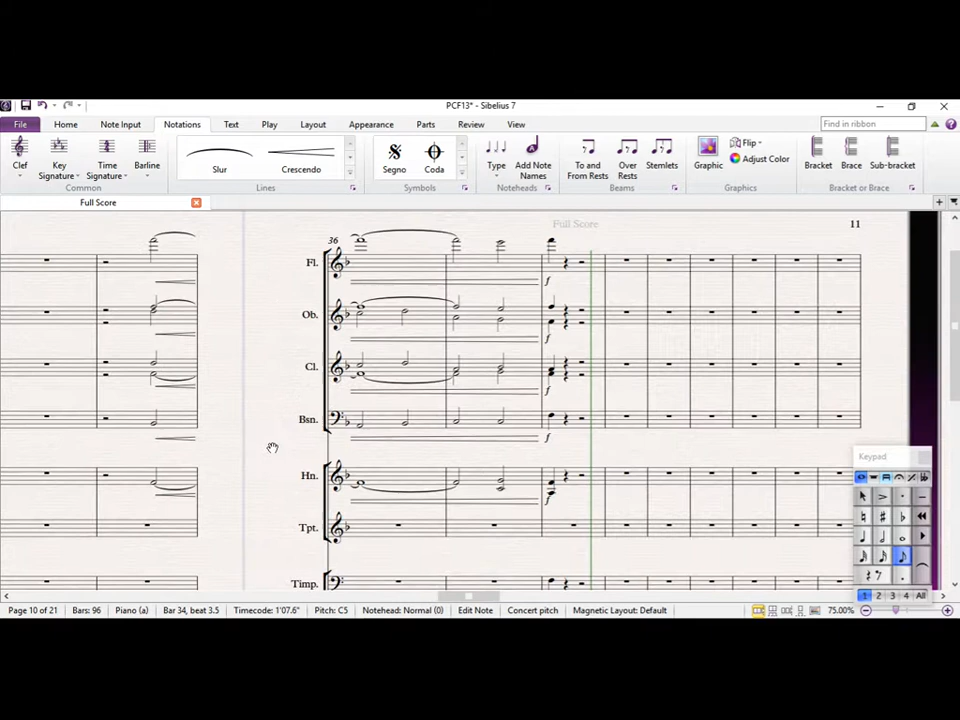 PCF13* - Sibelius 7
File Home Note Input Notations Text Play Layout Appearance Parts Review View Find in ribbon
Clef Key Signature Time Signature Barline Slur Crescendo Segno Coda Type Add Note Names To and From Rests Over Rests Stemlets Graphic Flip Adjust Color Bracket Brace Sub-bracket
Common Lines Symbols Noteheads Beams Graphics Bracket or Brace
Full Score
Full Score 11
36
Fl.
f
Ob.
f
Cl.
f
Bsn.
f
Keypad
Hn.
f
Tpt.
Timp.
1 2 3 4 All
Page 10 of 21 Bars: 96 Piano (a) Bar 34, beat 3.5 Timecode: 1'07.6" Pitch: C5 Notehead: Normal (0) Edit Note Concert pitch Magnetic Layout: Default 75.00%